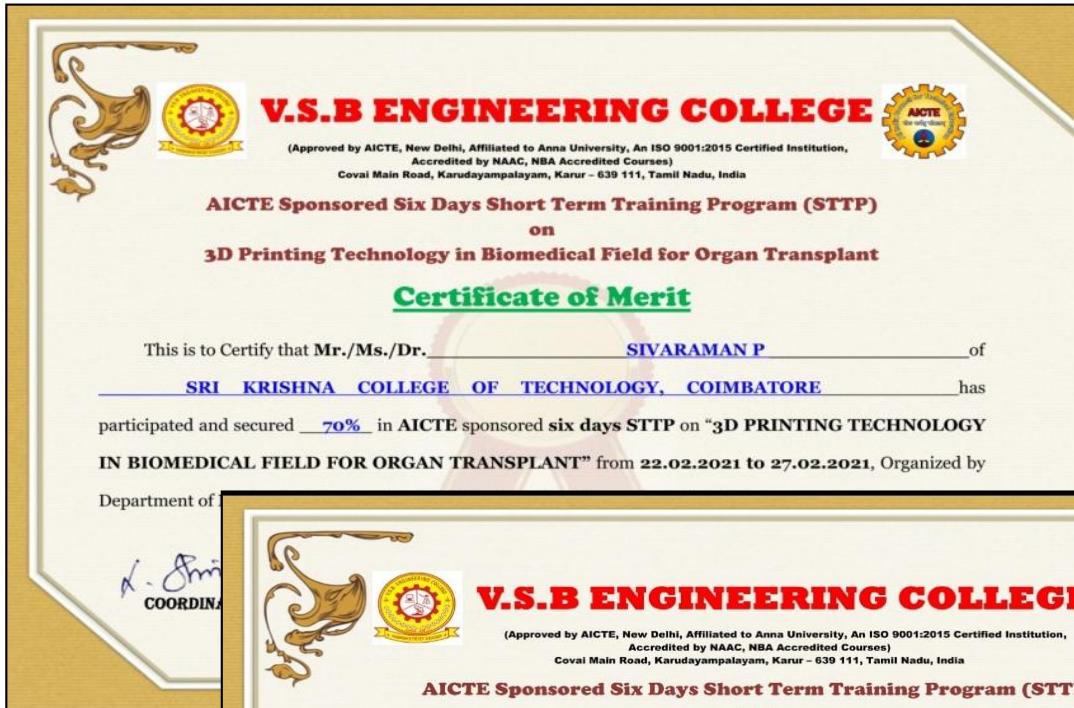 V.S.B ENGINEERING COLLEGE
AICTE
(Approved by AICTE, New Delhi, Affiliated to Anna University, An ISO 9001:2015 Certified Institution,
Accredited by NAAC, NBA Accredited Courses)
Covai Main Road, Karudayampalayam, Karur – 639 111, Tamil Nadu, India
AICTE Sponsored Six Days Short Term Training Program (STTP)
on
3D Printing Technology in Biomedical Field for Organ Transplant
Certificate of Merit
This is to Certify that Mr./Ms./Dr. SIVARAMAN P of
SRI KRISHNA COLLEGE OF TECHNOLOGY, COIMBATORE has
participated and secured 70% in AICTE sponsored six days STTP on “3D PRINTING TECHNOLOGY
IN BIOMEDICAL FIELD FOR ORGAN TRANSPLANT” from 22.02.2021 to 27.02.2021, Organized by
Department of
COORDINA
V.S.B ENGINEERING COLLEGE
(Approved by AICTE, New Delhi, Affiliated to Anna University, An ISO 9001:2015 Certified Institution,
Accredited by NAAC, NBA Accredited Courses)
Covai Main Road, Karudayampalayam, Karur – 639 111, Tamil Nadu, India
AICTE Sponsored Six Days Short Term Training Program (STT